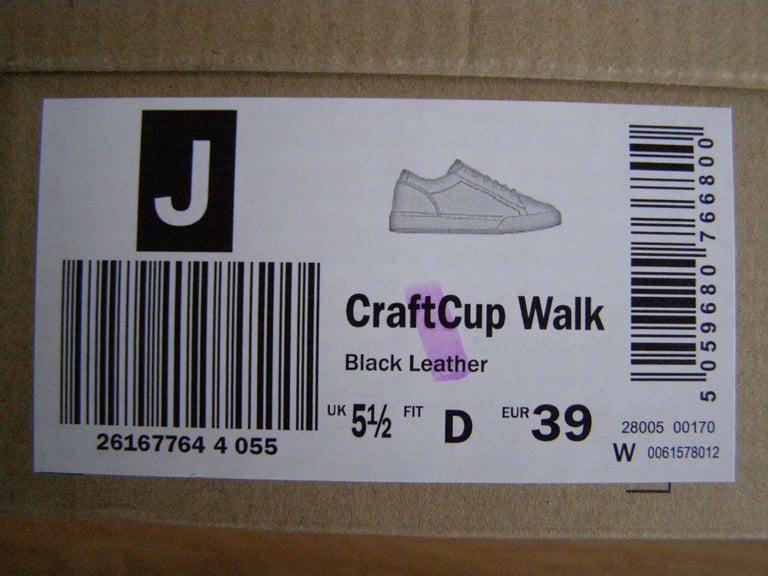 J
26167764 4 055
CraftCup Walk
Black Leather
UK 5½ FIT D EUR 39
5 059680 766800
28005 00170
W 0061578012